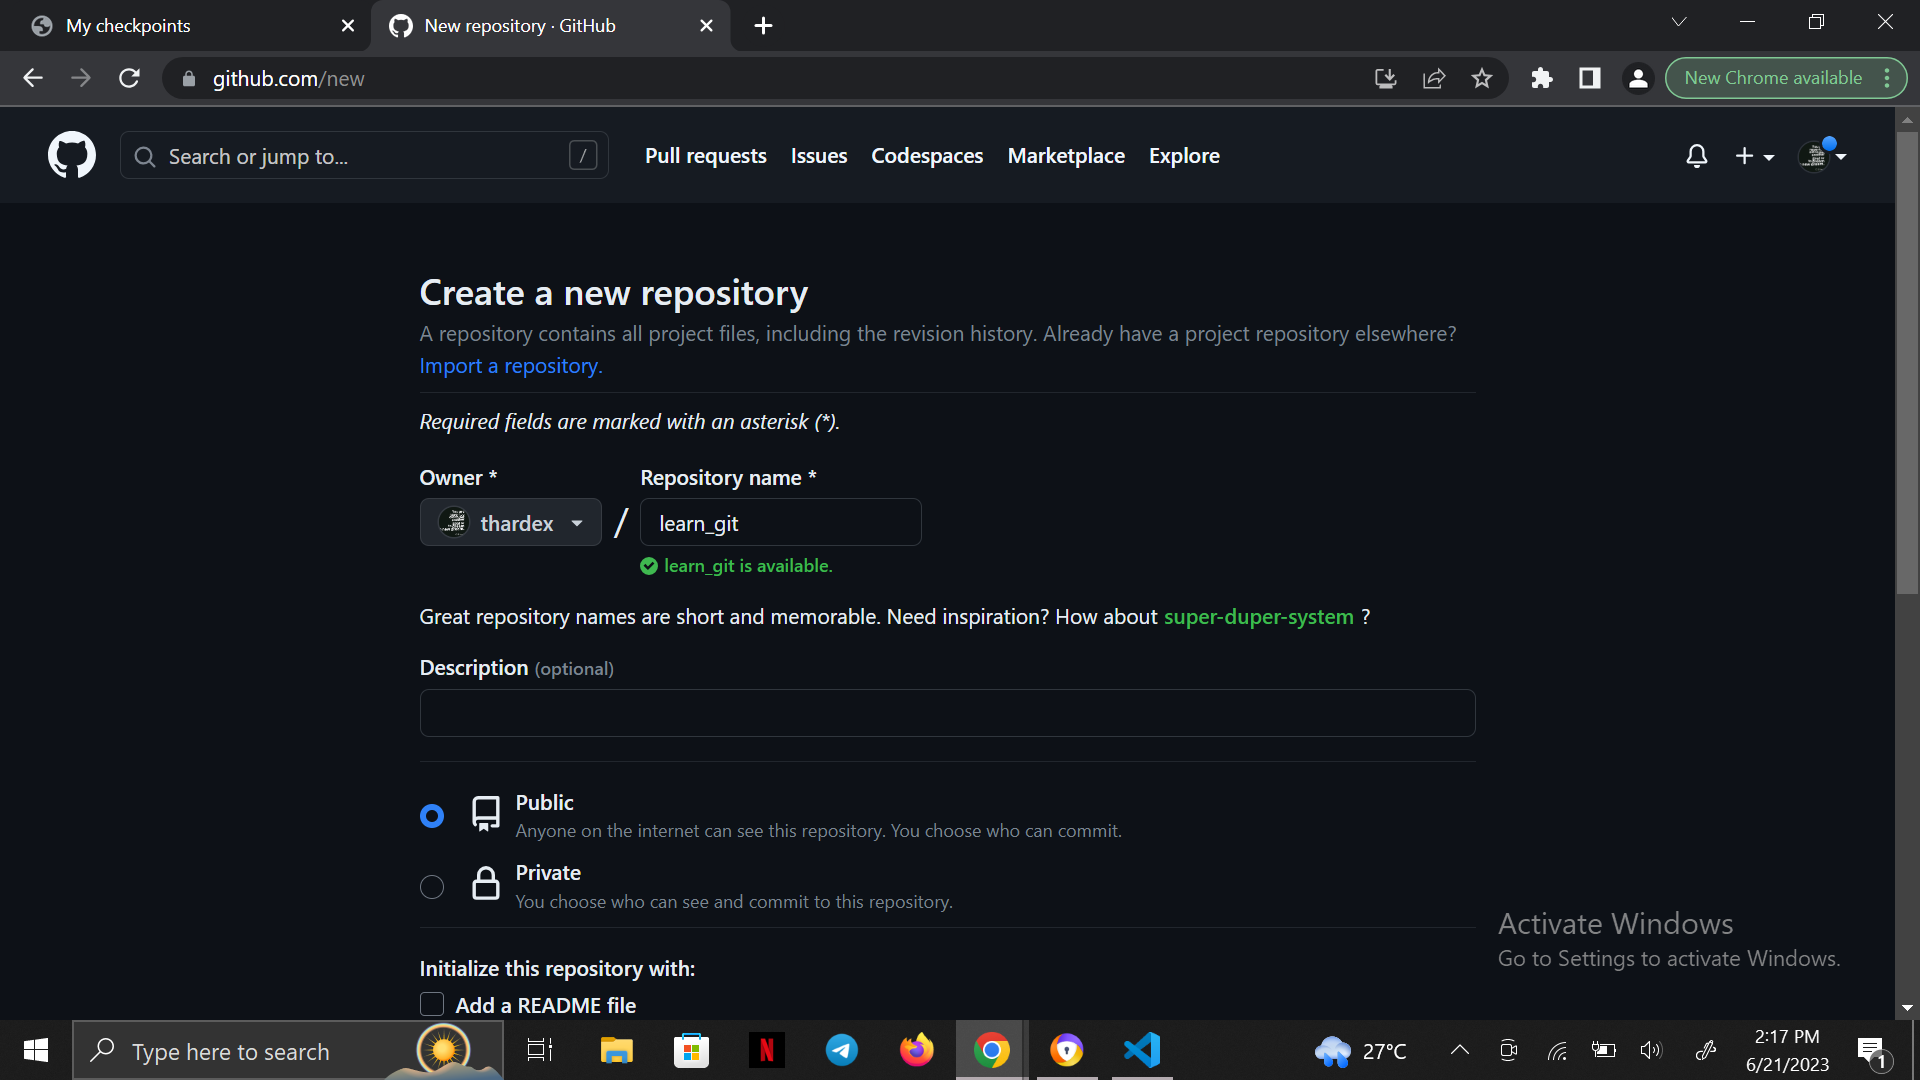 My checkpoints
New repository · GitHub
github.com/new
New Chrome available
Search or jump to...
/
Pull requests
Issues
Codespaces
Marketplace
Explore
Create a new repository
A repository contains all project files, including the revision history. Already have a project repository elsewhere?
Import a repository.
Required fields are marked with an asterisk (*).
Owner *
Repository name *
thardex
/
learn_git
learn_git is available.
Great repository names are short and memorable. Need inspiration? How about super-duper-system ?
Description (optional)
Public
Anyone on the internet can see this repository. You choose who can commit.
Private
You choose who can see and commit to this repository.
Activate Windows
Go to Settings to activate Windows.
Initialize this repository with:
Add a README file
Type here to search
N
27°C
2:17 PM
6/21/2023
1